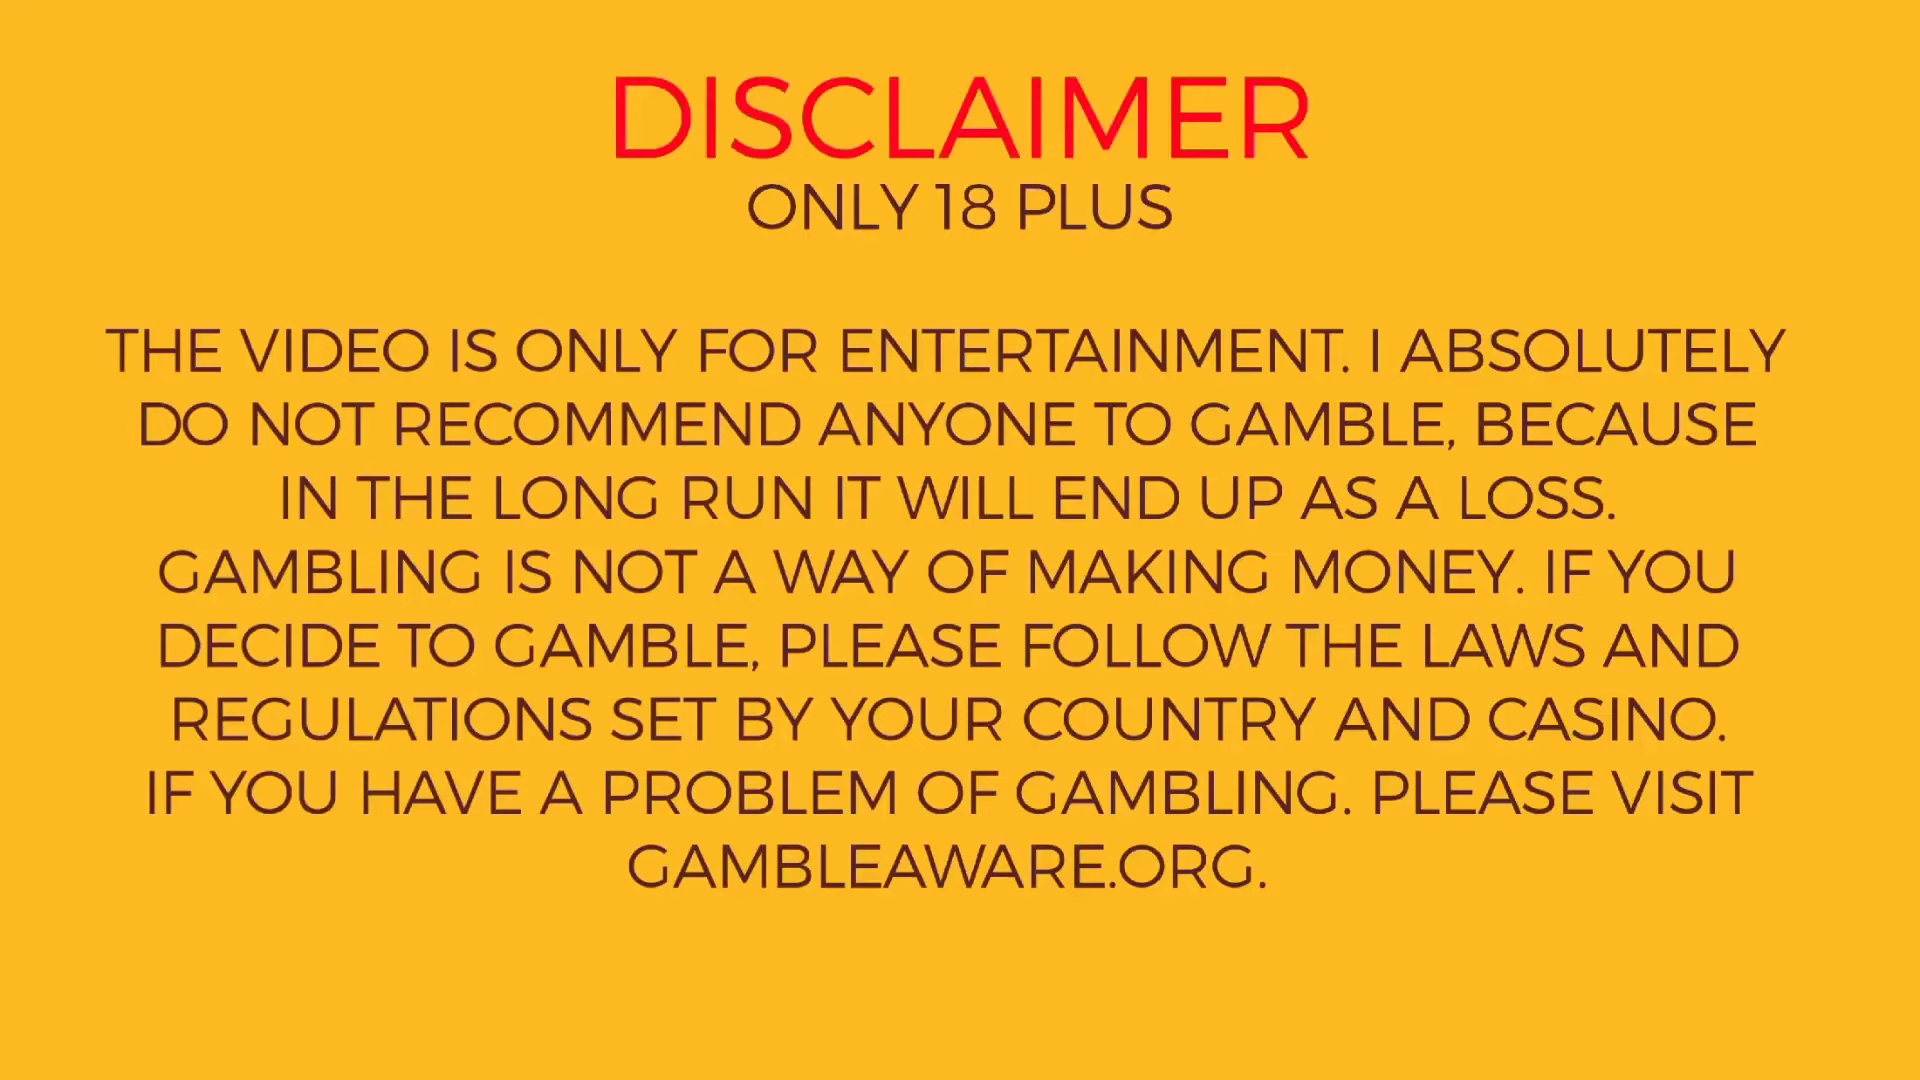 DISCLAIMER
ONLY 18 PLUS
THE VIDEO IS ONLY FOR ENTERTAINMENT. I ABSOLUTELY
DO NOT RECOMMEND ANYONE TO GAMBLE, BECAUSE
IN THE LONG RUN IT WILL END UP AS A LOSS.
GAMBLING IS NOT A WAY OF MAKING MONEY. IF YOU
DECIDE TO GAMBLE, PLEASE FOLLOW THE LAWS AND
REGULATIONS SET BY YOUR COUNTRY AND CASINO.
IF YOU HAVE A PROBLEM OF GAMBLING. PLEASE VISIT
GAMBLEAWARE.ORG.